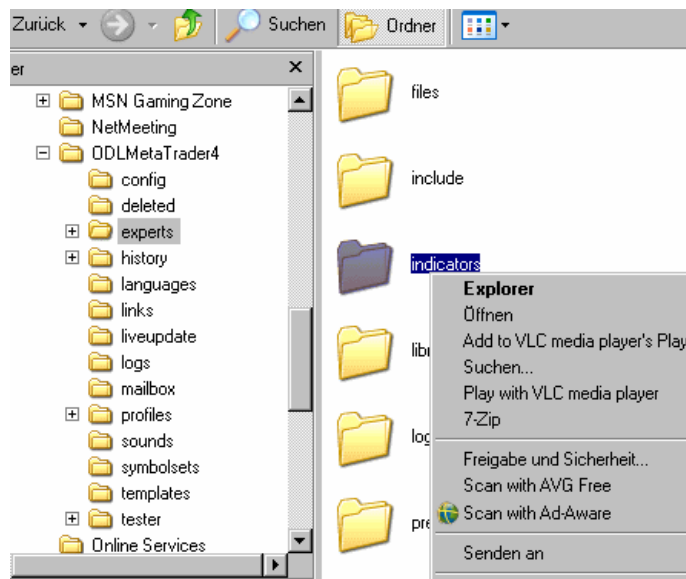 Zurück
Suchen
Ordner
er
MSN Gaming Zone
NetMeeting
ODLMetaTrader4
config
deleted
experts
history
languages
links
liveupdate
logs
mailbox
profiles
sounds
symbolsets
templates
tester
Online Services
files
include
indicators
libr
log
pre
Explorer
Öffnen
Add to VLC media player's Play
Suchen...
Play with VLC media player
7-Zip
Freigabe und Sicherheit...
Scan with AVG Free
Scan with Ad-Aware
Senden an